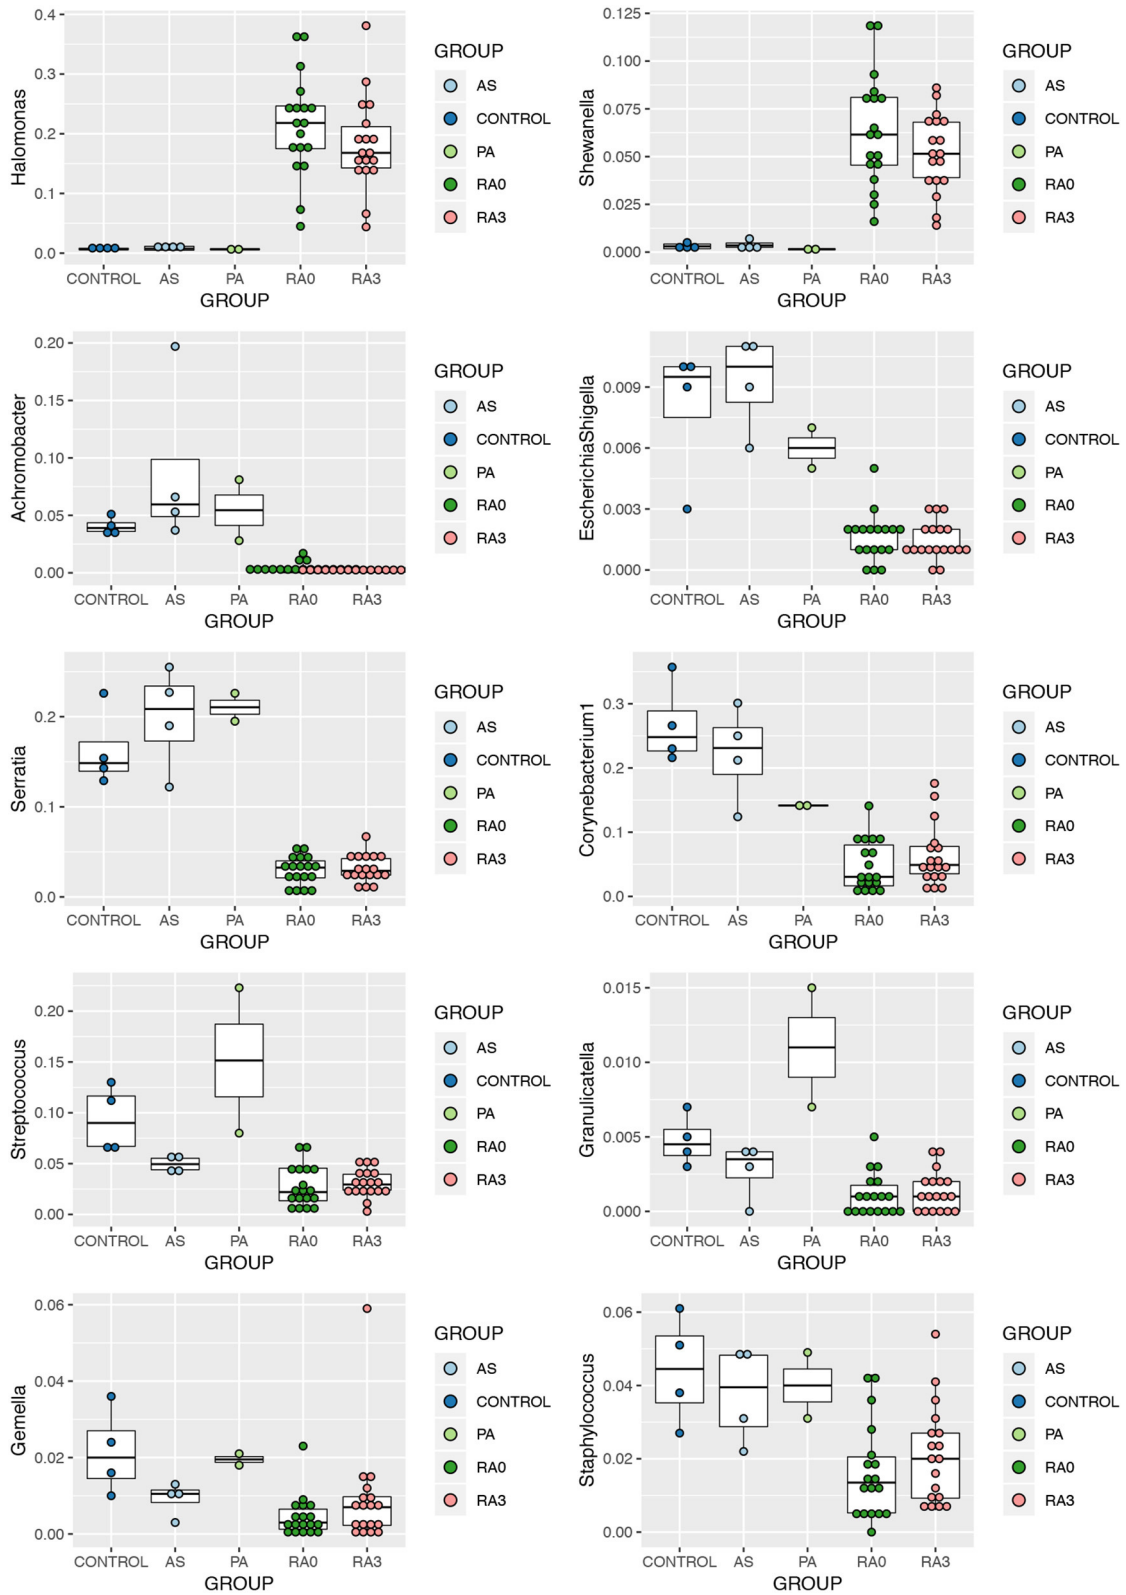 Halomonas
0.4
0.3
0.2
0.1
0.0
CONTROL AS PA RA0 RA3
GROUP
GROUP
AS
CONTROL
PA
RA0
RA3
Shewanella
0.125
0.100
0.075
0.050
0.025
0.000
CONTROL AS PA RA0 RA3
GROUP
GROUP
AS
CONTROL
PA
RA0
RA3
Achromobacter
0.20
0.15
0.10
0.05
0.00
CONTROL AS PA RA0 RA3
GROUP
GROUP
AS
CONTROL
PA
RA0
RA3
EscherichiaShigella
0.009
0.006
0.003
0.000
CONTROL AS PA RA0 RA3
GROUP
GROUP
AS
CONTROL
PA
RA0
RA3
Serratia
0.2
0.1
0.0
CONTROL AS PA RA0 RA3
GROUP
GROUP
AS
CONTROL
PA
RA0
RA3
Corynebacterium1
0.3
0.2
0.1
0.0
CONTROL AS PA RA0 RA3
GROUP
GROUP
AS
CONTROL
PA
RA0
RA3
Streptococcus
0.20
0.15
0.10
0.05
0.00
CONTROL AS PA RA0 RA3
GROUP
GROUP
AS
CONTROL
PA
RA0
RA3
Granulicatella
0.015
0.010
0.005
0.000
CONTROL AS PA RA0 RA3
GROUP
GROUP
AS
CONTROL
PA
RA0
RA3
Gemella
0.06
0.04
0.02
0.00
CONTROL AS PA RA0 RA3
GROUP
GROUP
AS
CONTROL
PA
RA0
RA3
Staphylococcus
0.06
0.04
0.02
0.00
CONTROL AS PA RA0 RA3
GROUP
GROUP
AS
CONTROL
PA
RA0
RA3